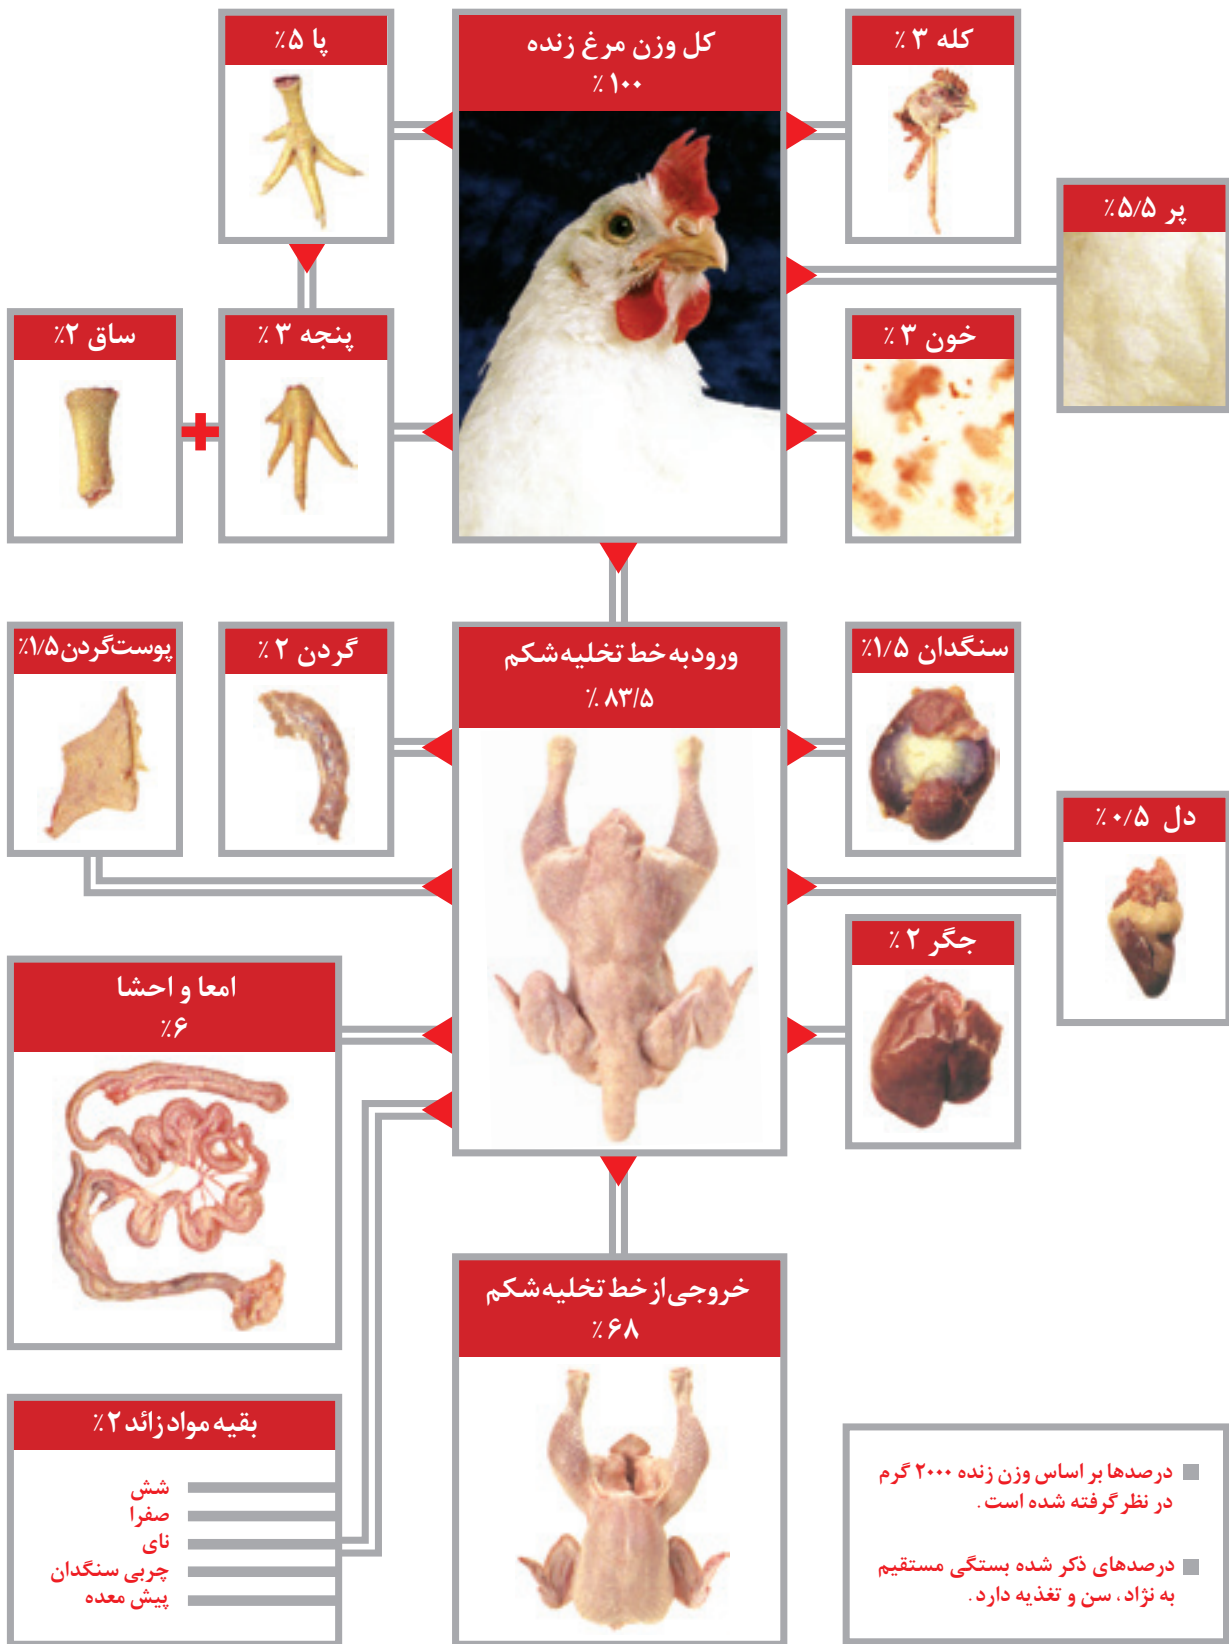 کل وزن مرغ زنده
٪۱۰۰
کله ۳٪
پا ۵٪
پر ۵/۵٪
خون ۳٪
پنجه ۳٪
ساق ۲٪
ورود به خط تخلیه شکم
٪۸۳/۵
سنگدان ۱/۵٪
گردن ۲٪
پوست گردن ۱/۵٪
دل ۰/۵٪
جگر ۲٪
امعا و احشا
٪۶
خروجی از خط تخلیه شکم
٪۶۸
بقیه مواد زائد ۲٪
شش
صفرا
نای
چربی سنگدان
پیش معده
درصدها بر اساس وزن زنده ۲۰۰۰ گرم
در نظر گرفته شده است.
درصدهای ذکر شده بستگی مستقیم
به نژاد، سن و تغذیه دارد.